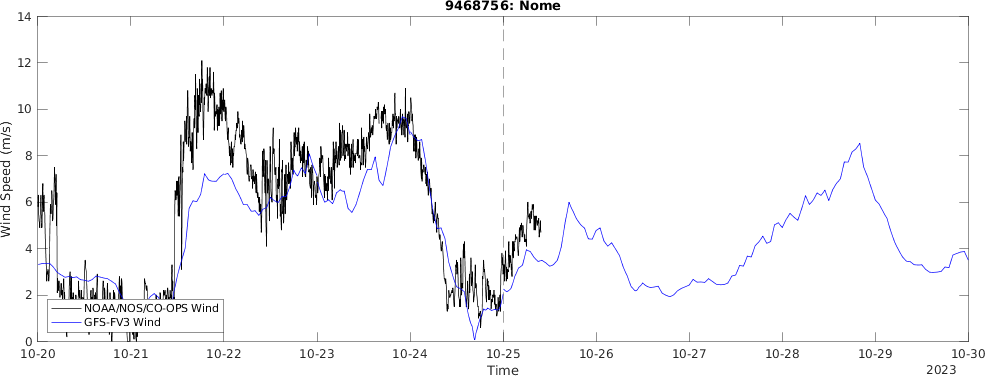 9468756: Nome
Wind Speed (m/s)
14
12
10
8
6
4
2
0
NOAA/NOS/CO-OPS Wind
GFS-FV3 Wind
10-20 10-21 10-22 10-23 10-24 10-25 10-26 10-27 10-28 10-29 10-30
Time
2023